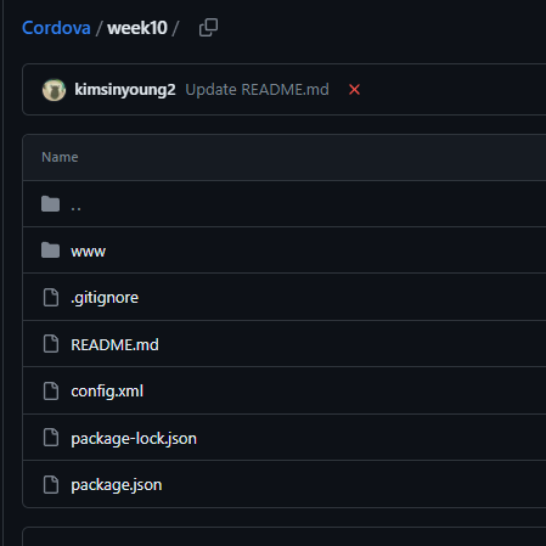 Cordova / week10 /
kimsinyoung2 Update README.md
Name
..
www
.gitignore
README.md
config.xml
package-lock.json
package.json